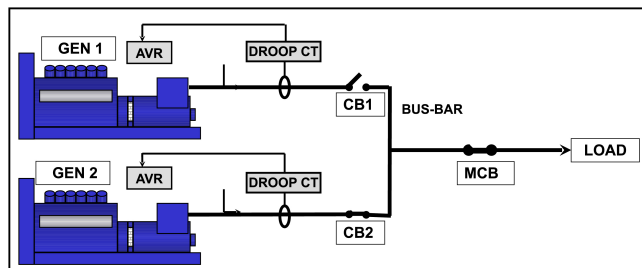 GEN 1
AVR
DROOP CT
CB1
BUS-BAR
LOAD
MCB
GEN 2
AVR
DROOP CT
CB2